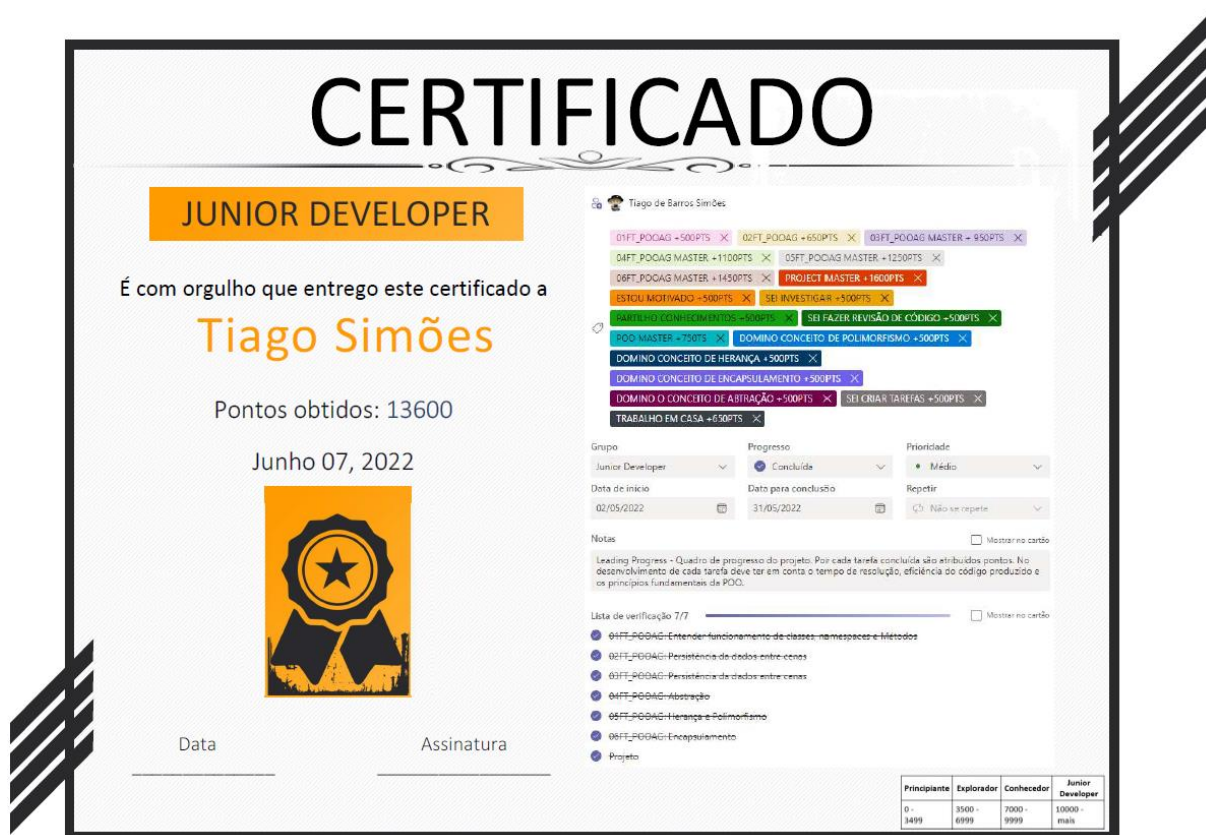 CERTIFICADO
JUNIOR DEVELOPER
É com orgulho que entrego este certificado a
Tiago Simões
Pontos obtidos: 13600
Junho 07, 2022
Data
Assinatura
Tiago de Barros Simões
01FT_POOAG +500PTS
02FT_POOAG +650PTS
03FT_POOAG MASTER + 950PTS
04FT_POOAG MASTER +1100PTS
05FT_POOAG MASTER +1250PTS
06FT_POOAG MASTER +1450PTS
PROJECT MASTER +1600PTS
ESTOU MOTIVADO +500PTS
SEI INVESTIGAR +500PTS
PARTILHO CONHECIMENTOS +500PTS
SEI FAZER REVISÃO DE CÓDIGO +500PTS
POO MASTER +750TS
DOMINO CONCEITO DE POLIMORFISMO +500PTS
DOMINO CONCEITO DE HERANÇA +500PTS
DOMINO CONCEITO DE ENCAPSULAMENTO +500PTS
DOMINO O CONCEITO DE ABTRAÇÃO +500PTS
SEI CRIAR TAREFAS +500PTS
TRABALHO EM CASA +650PTS
Grupo
Progresso
Prioridade
Junior Developer
Concluída
Médio
Data de início
Data para conclusão
Repetir
02/05/2022
31/05/2022
Não se repete
Notas
Mostrar no cartão
Leading Progress - Quadro de progresso do projeto. Por cada tarefa concluída são atribuidos pontos. No
desenvolvimento de cada tarefa deve ter em conta o tempo de resolução, eficiência do código produzido e
os princípios fundamentais da POO.
Lista de verificação 7/7
Mostrar no cartão
01FT_POOAG: Entender funcionamento de classes, namespaces e Métodos
02FT_POOAG: Persistência da dados entre cenas
03FT_POOAG: Persistência da dados entre cenas
04FT_POOAG: Abstração
05FT_POOAG: Herança e Polimorfismo
06FT_POOAG: Encapsulamento
Projeto
Principiante Explorador Conhecedor Junior
Developer
0 - 3500 - 7000 - 10000 -
3499 6999 9999 mais